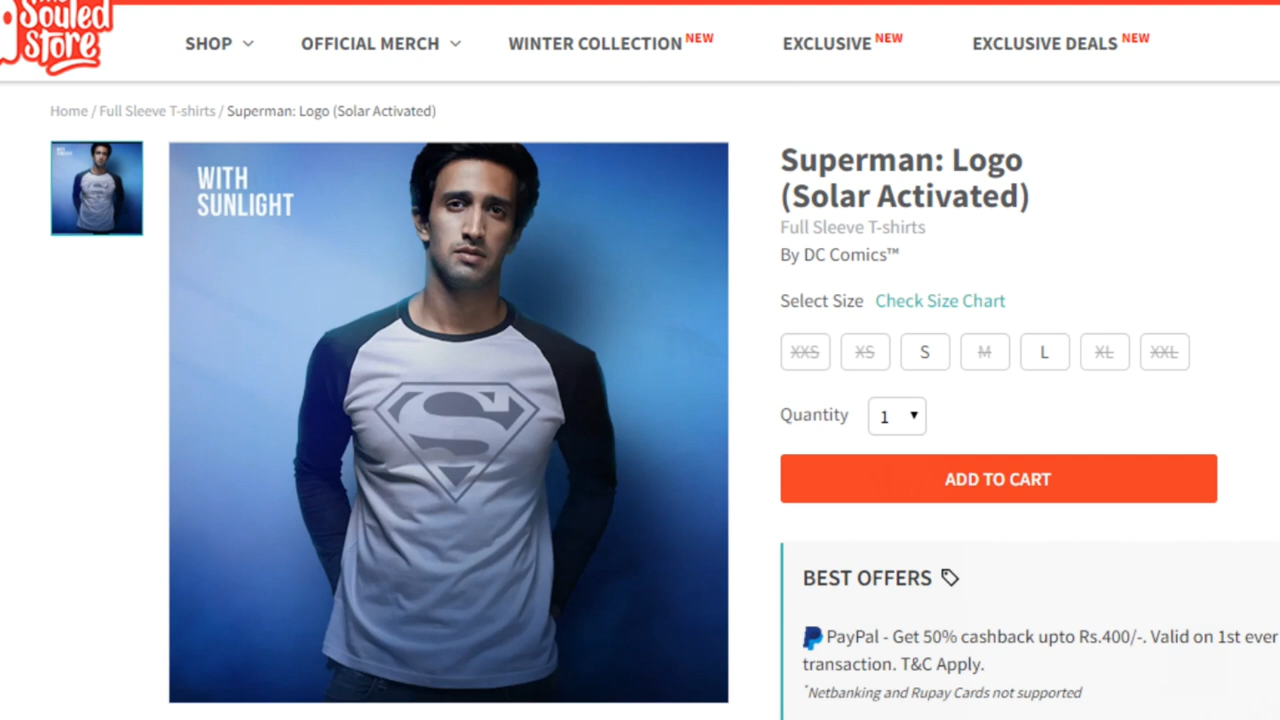 Souled
Store
SHOP
OFFICIAL MERCH
WINTER COLLECTION NEW
EXCLUSIVE NEW
EXCLUSIVE DEALS NEW
Home / Full Sleeve T-shirts / Superman: Logo (Solar Activated)
WITH
SUNLIGHT
S
Superman: Logo
(Solar Activated)
Full Sleeve T-shirts
By DC Comics™
Select Size Check Size Chart
XXS XS S M L XL XXL
Quantity 1
ADD TO CART
BEST OFFERS
PayPal - Get 50% cashback upto Rs.400/-. Valid on 1st ever
transaction. T&C Apply.
*Netbanking and Rupay Cards not supported